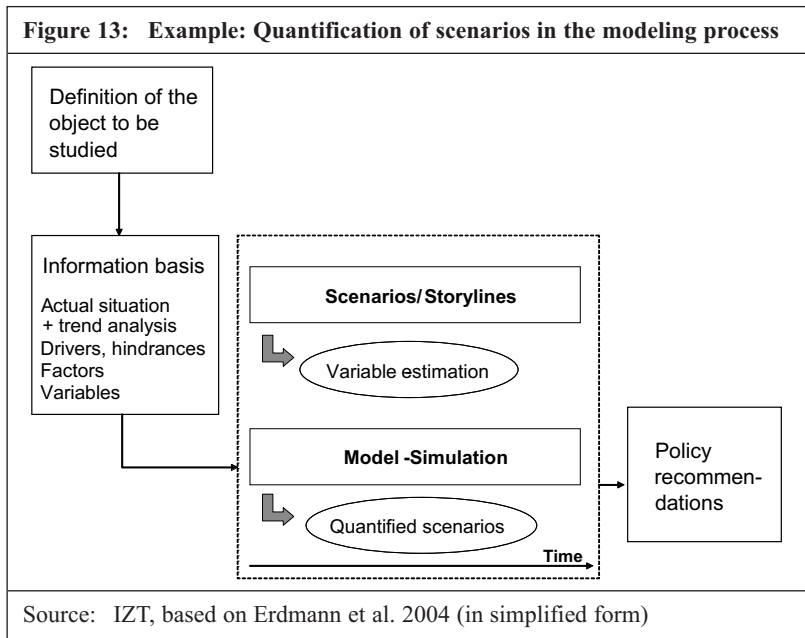 Figure 13: Example: Quantification of scenarios in the modeling process
Definition of the
object to be
studied
Information basis
Actual situation
+ trend analysis
Drivers, hindrances
Factors
Variables
Scenarios/Storylines
Variable estimation
Model -Simulation
Quantified scenarios
Time
Policy
recommen-
dations
Source: IZT, based on Erdmann et al. 2004 (in simplified form)